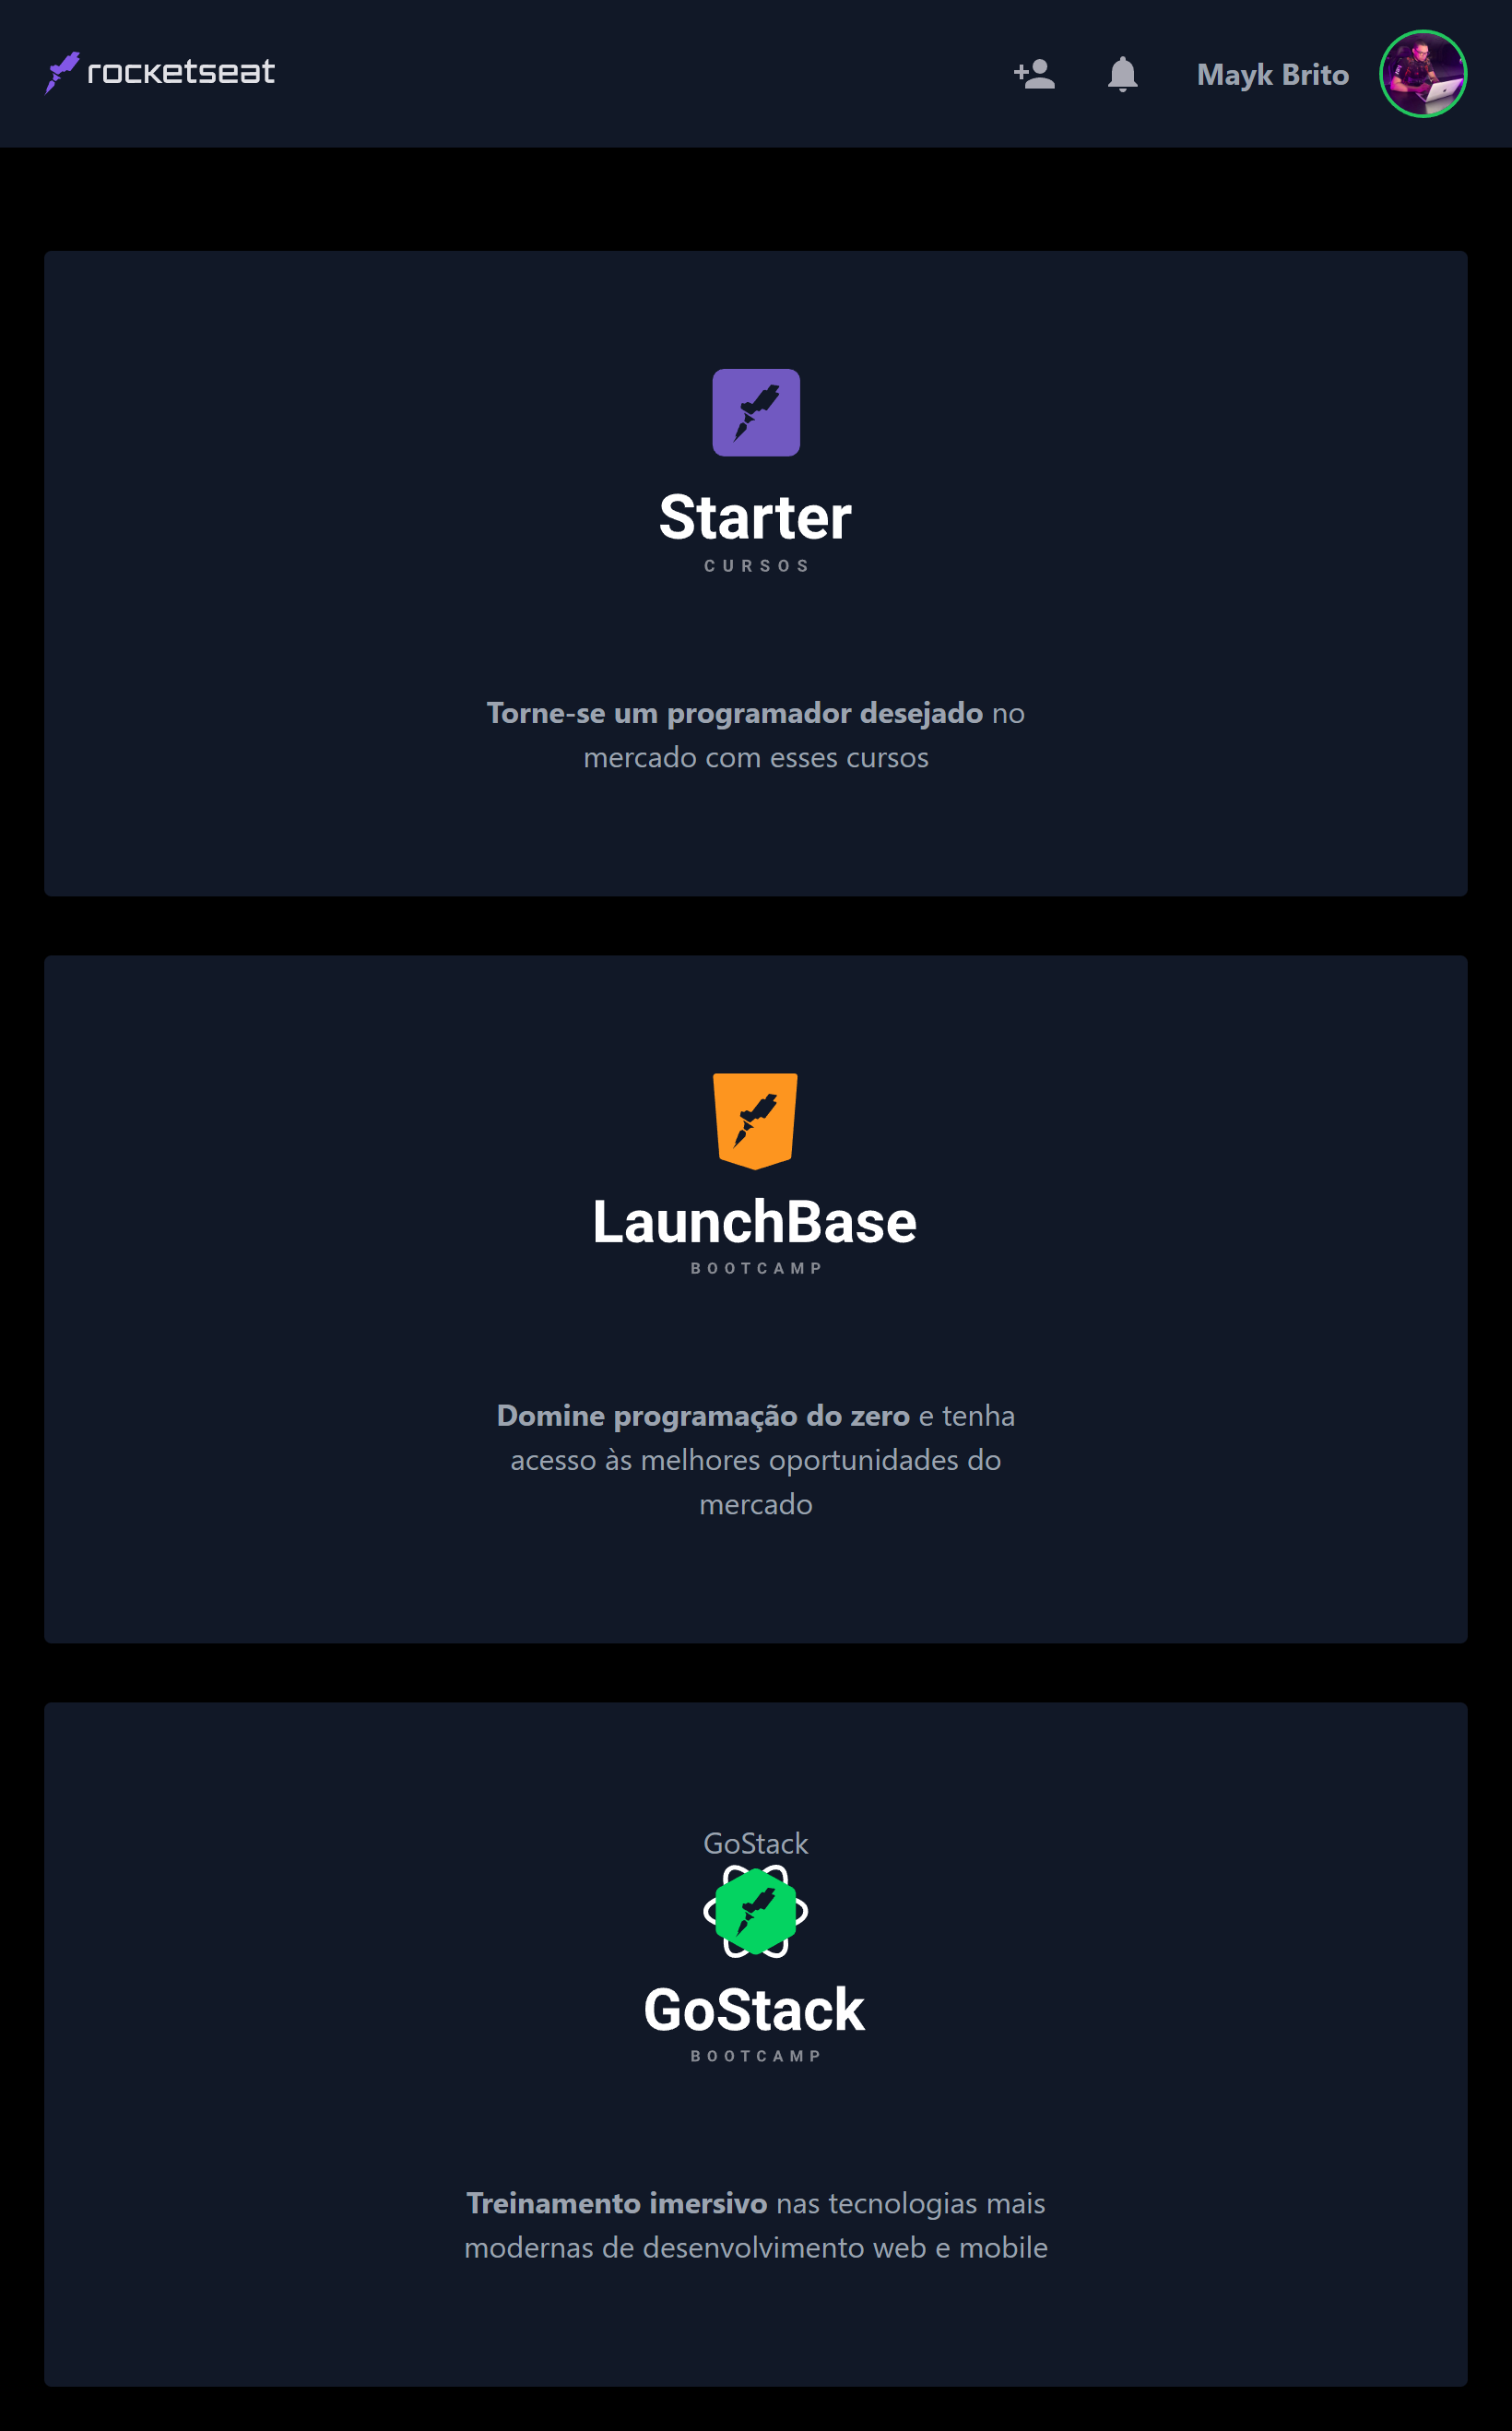 rocketseat
Mayk Brito
Starter
CURSOS
Torne-se um programador desejado no
mercado com esses cursos
LaunchBase
BOOTCAMP
Domine programação do zero e tenha
acesso às melhores oportunidades do
mercado
GoStack
GoStack
BOOTCAMP
Treinamento imersivo nas tecnologias mais
modernas de desenvolvimento web e mobile